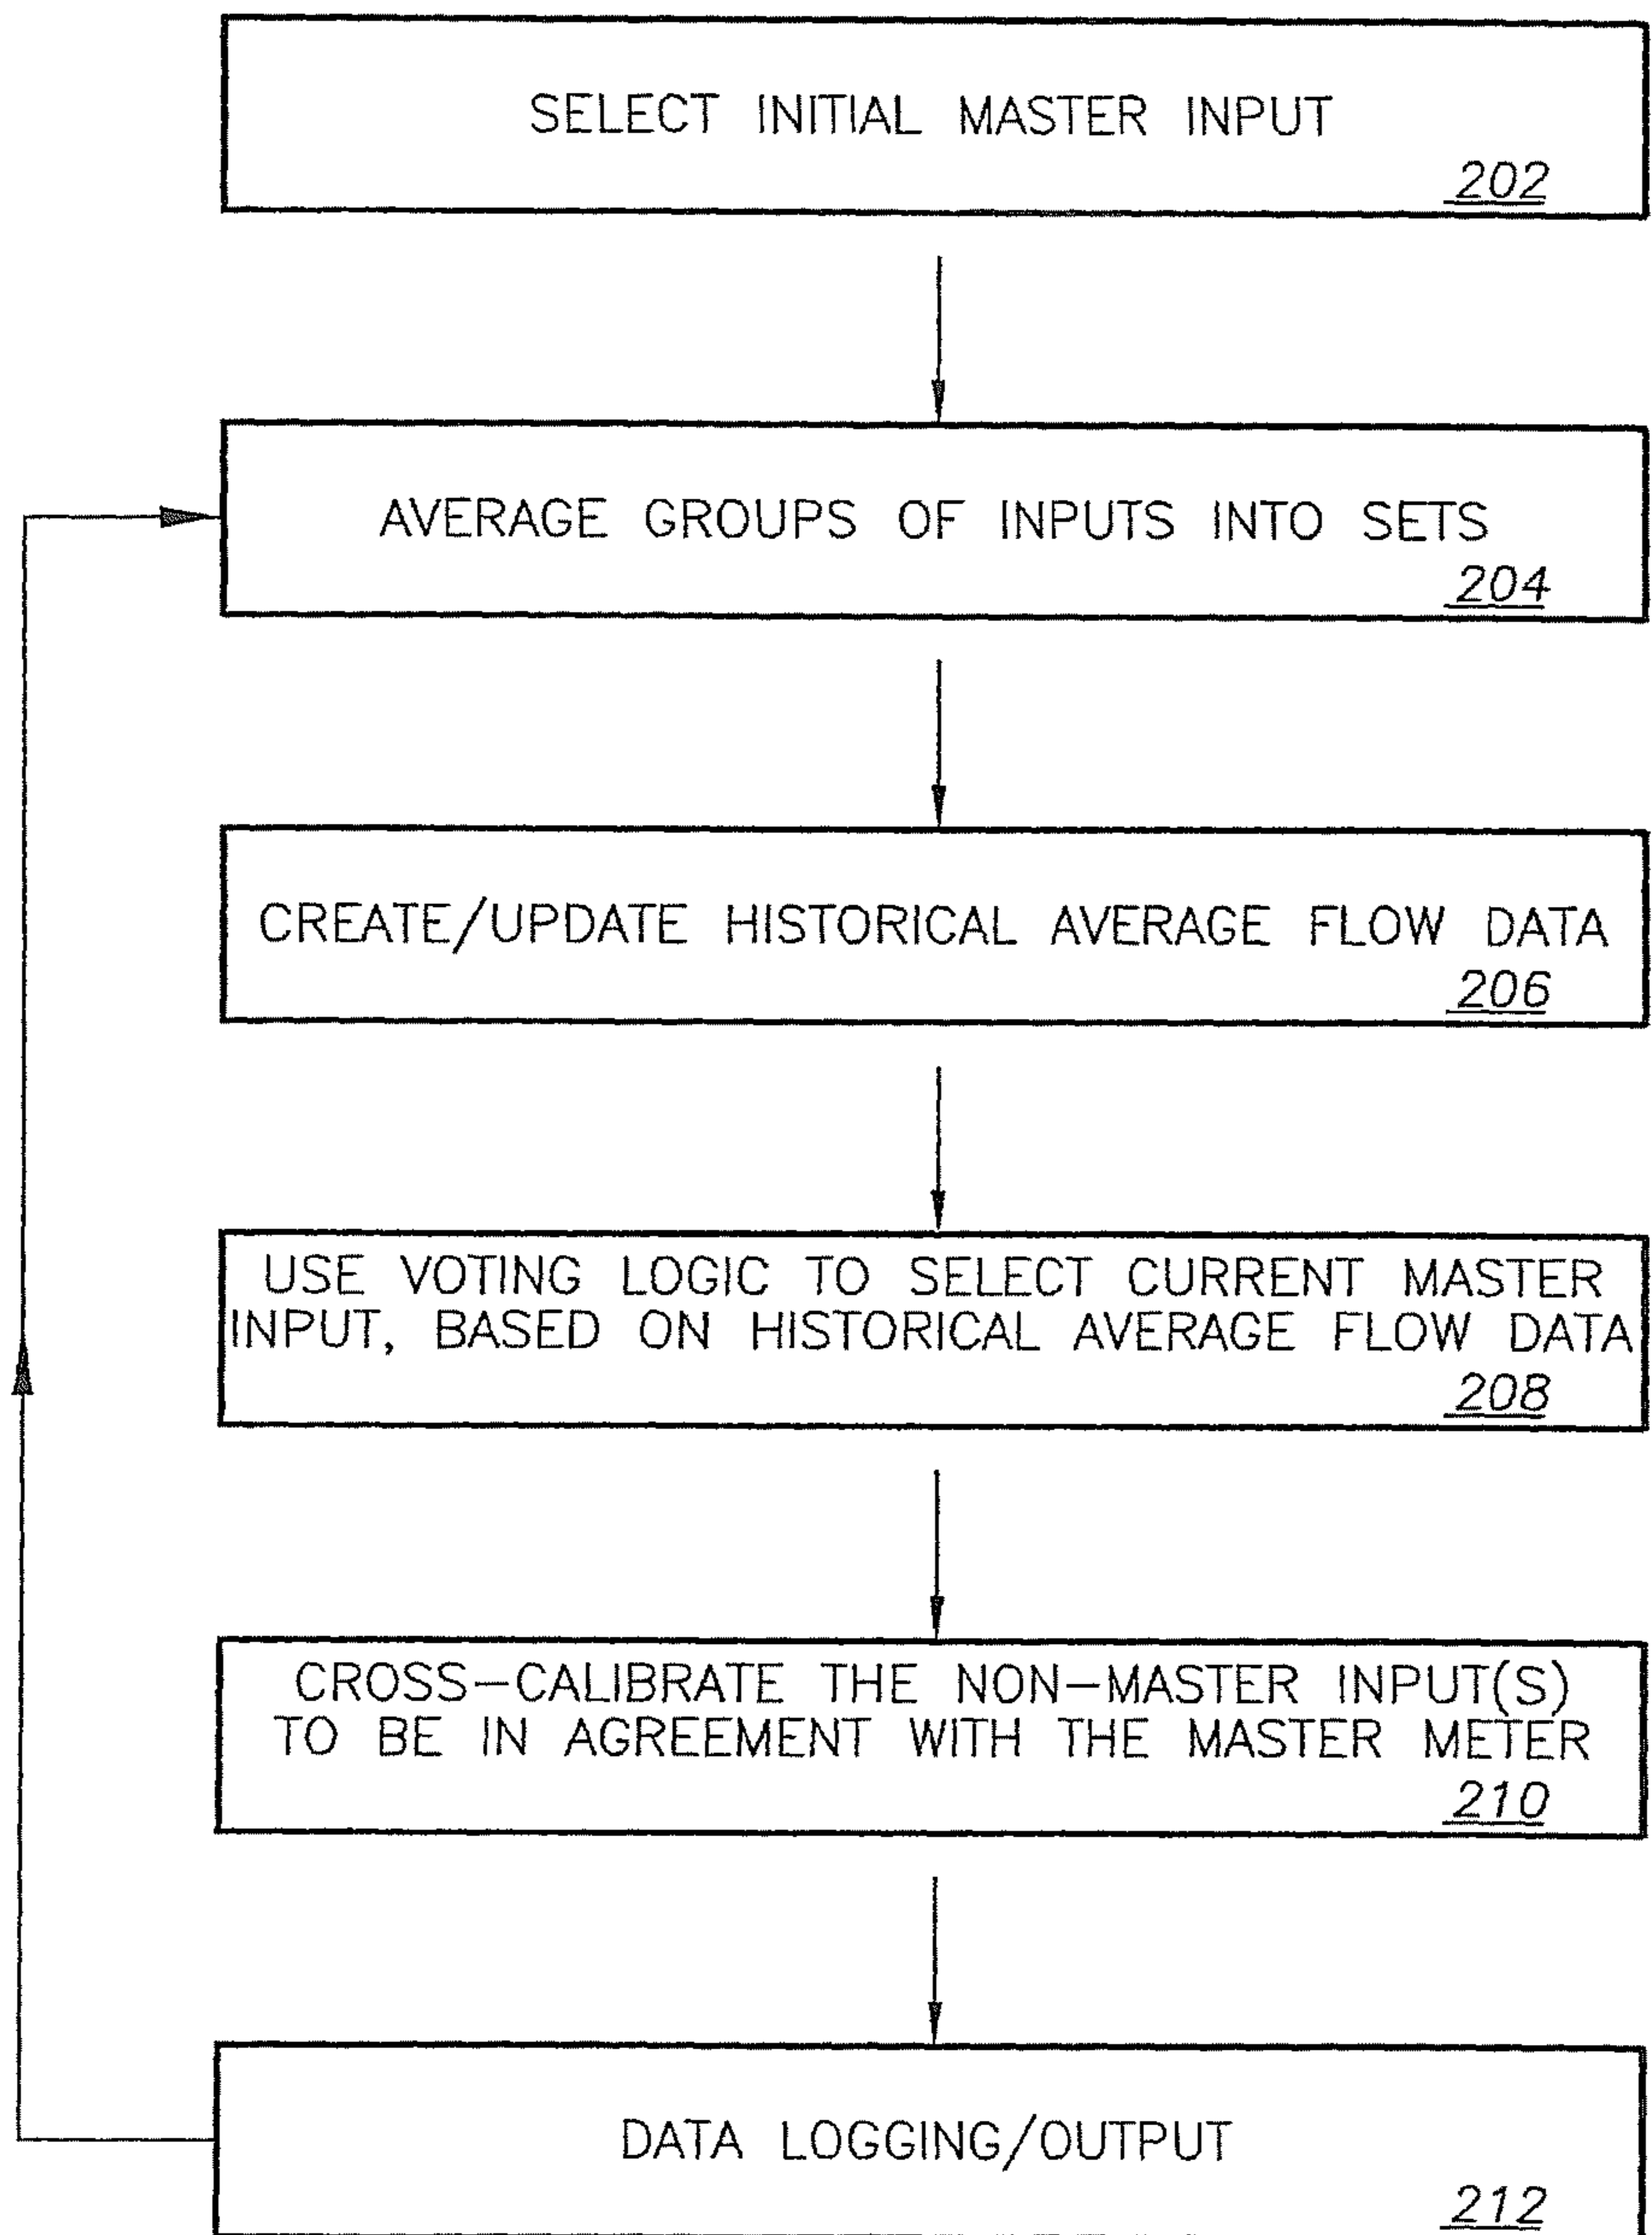 SELECT INITIAL MASTER INPUT
202
AVERAGE GROUPS OF INPUTS INTO SETS
204
CREATE/UPDATE HISTORICAL AVERAGE FLOW DATA
206
USE VOTING LOGIC TO SELECT CURRENT MASTER
INPUT, BASED ON HISTORICAL AVERAGE FLOW DATA
208
CROSS-CALIBRATE THE NON-MASTER INPUT(S)
TO BE IN AGREEMENT WITH THE MASTER METER
210
DATA LOGGING/OUTPUT
212